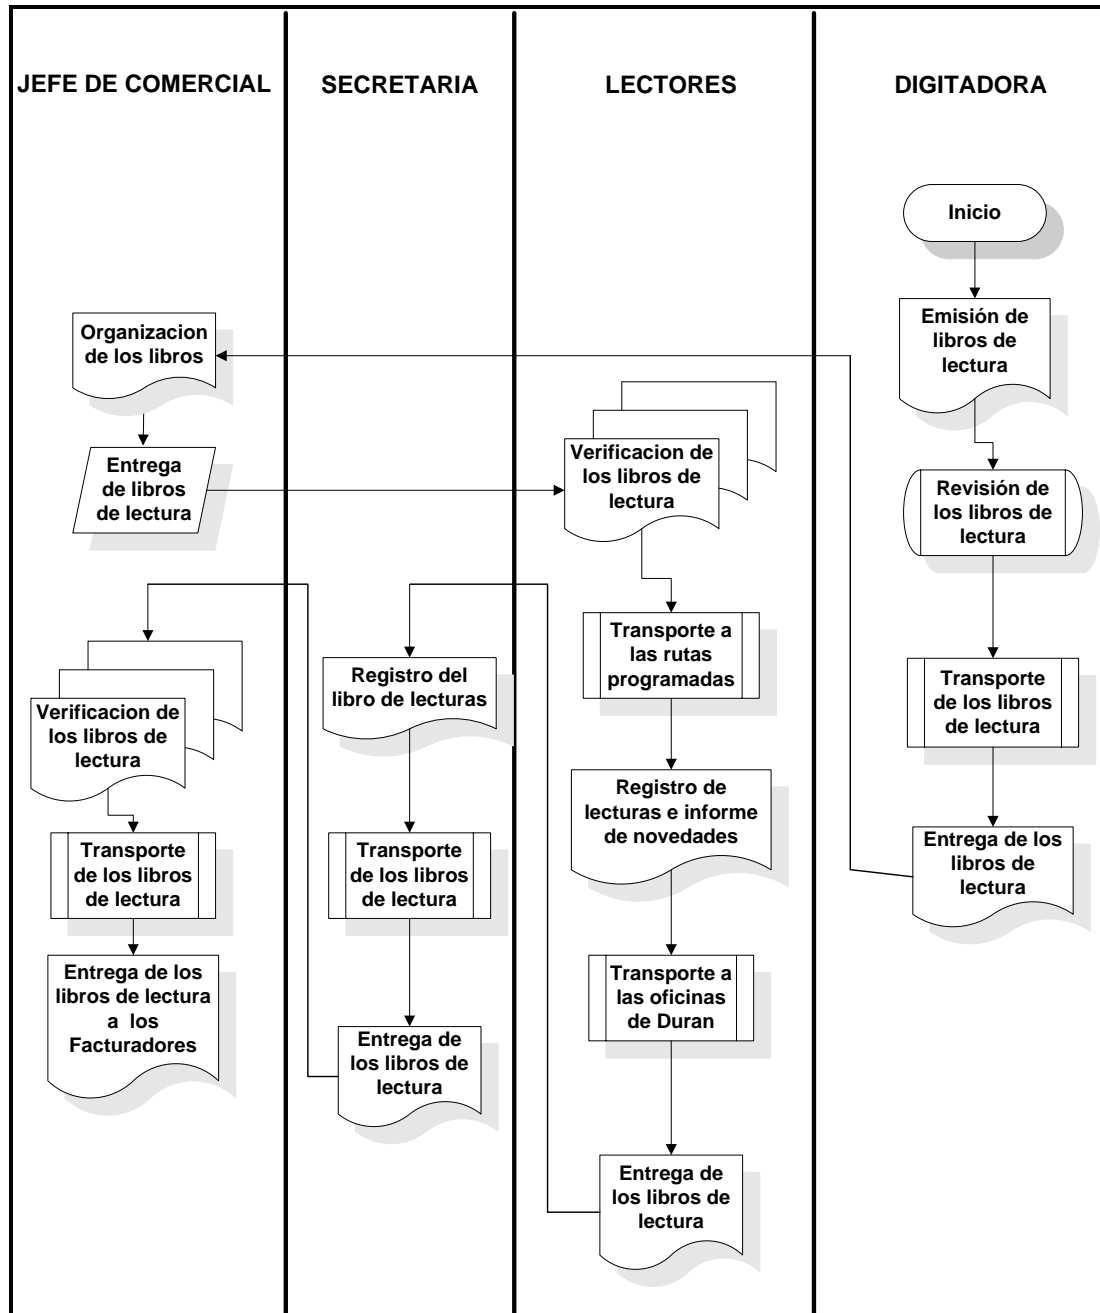 JEFE DE COMERCIAL
SECRETARIA
LECTORES
DIGITADORA
Organizacion
de los libros
Entrega
de libros
de lectura
Verificacion de
los libros de
lectura
Transporte
de los libros
de lectura
Entrega de los
libros de lectura
a los
Facturadores
Registro del
libro de lecturas
Transporte
de los libros
de lectura
Entrega de
los libros de
lectura
Verificacion de
los libros de
lectura
Transporte a
las rutas
programadas
Registro de
lecturas e informe
de novedades
Transporte a
las oficinas
de Duran
Entrega de
los libros de
lectura
Inicio
Emisión de
libros de
lectura
Revisión de
los libros de
lectura
Transporte
de los libros
de lectura
Entrega de los
libros de
lectura